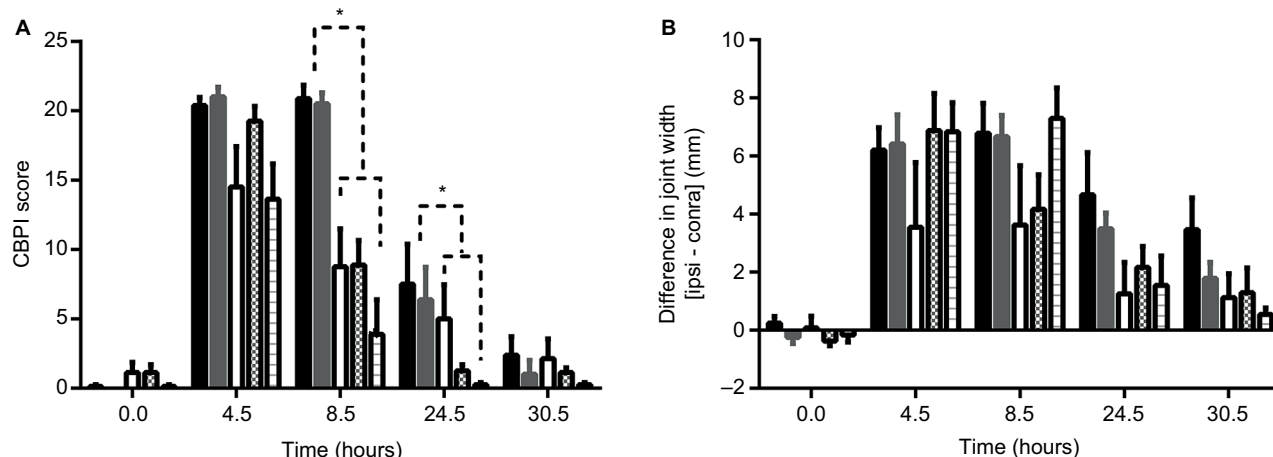 A
*
25
20
15
10
5
0
CBPI score
*
0.0 4.5 8.5 24.5 30.5
Time (hours)
B
10
8
6
4
2
0
–2
Difference in joint width
[ipsi - conra] (mm)
0.0 4.5 8.5 24.5 30.5
Time (hours)